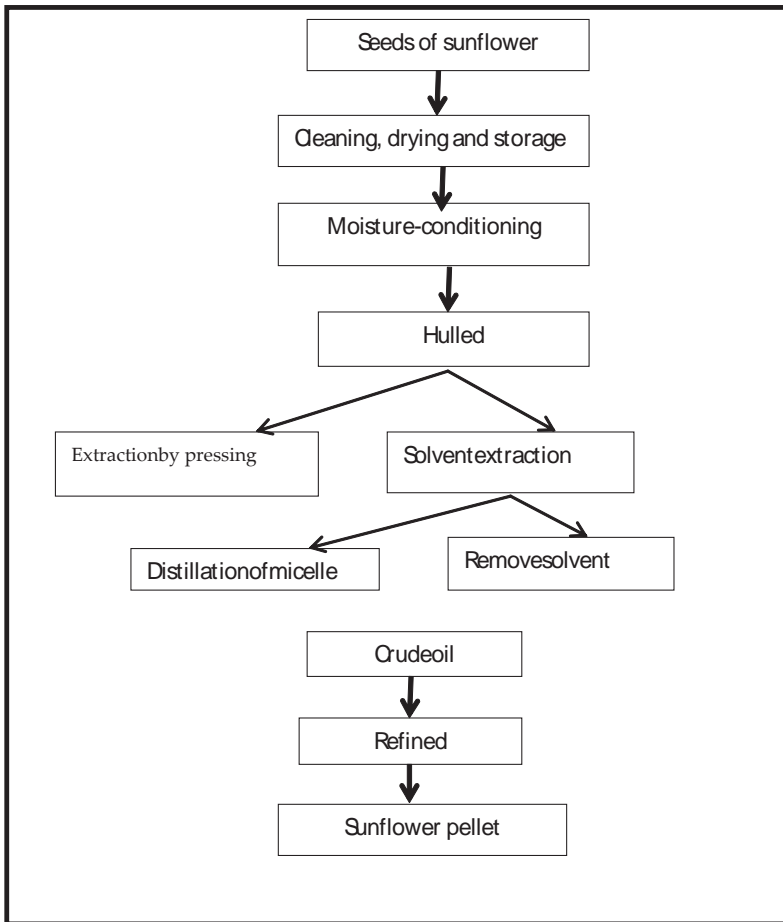 Seeds of sunflower
Cleaning, drying and storage
Moisture-conditioning
Hulled
Extractionby pressing
Solventextraction
Distillationofmicelle
Removesolvent
Crudeoil
Refined
Sunflower pellet